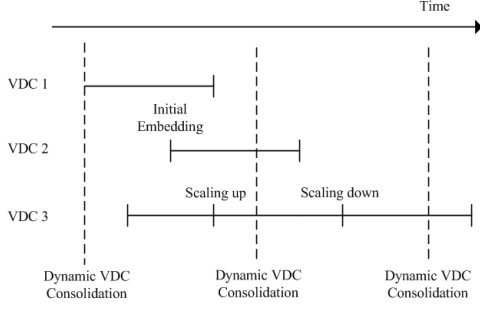 Time
VDC 1
Initial
Embedding
VDC 2
Scaling up
Scaling down
VDC 3
Dynamic VDC
Consolidation
Dynamic VDC
Consolidation
Dynamic VDC
Consolidation